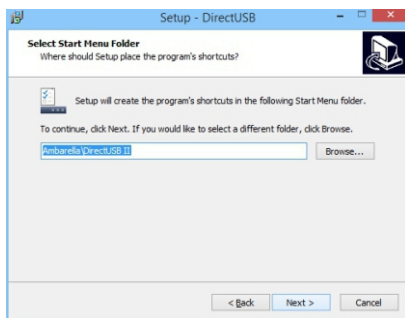 Setup - DirectUSB
Select Start Menu Folder
Where should Setup place the program's shortcuts?
Setup will create the program's shortcuts in the following Start Menu folder.
To continue, click Next. If you would like to select a different folder, click Browse.
Ambarella\DirectUSB II
Browse...
< Back
Next >
Cancel